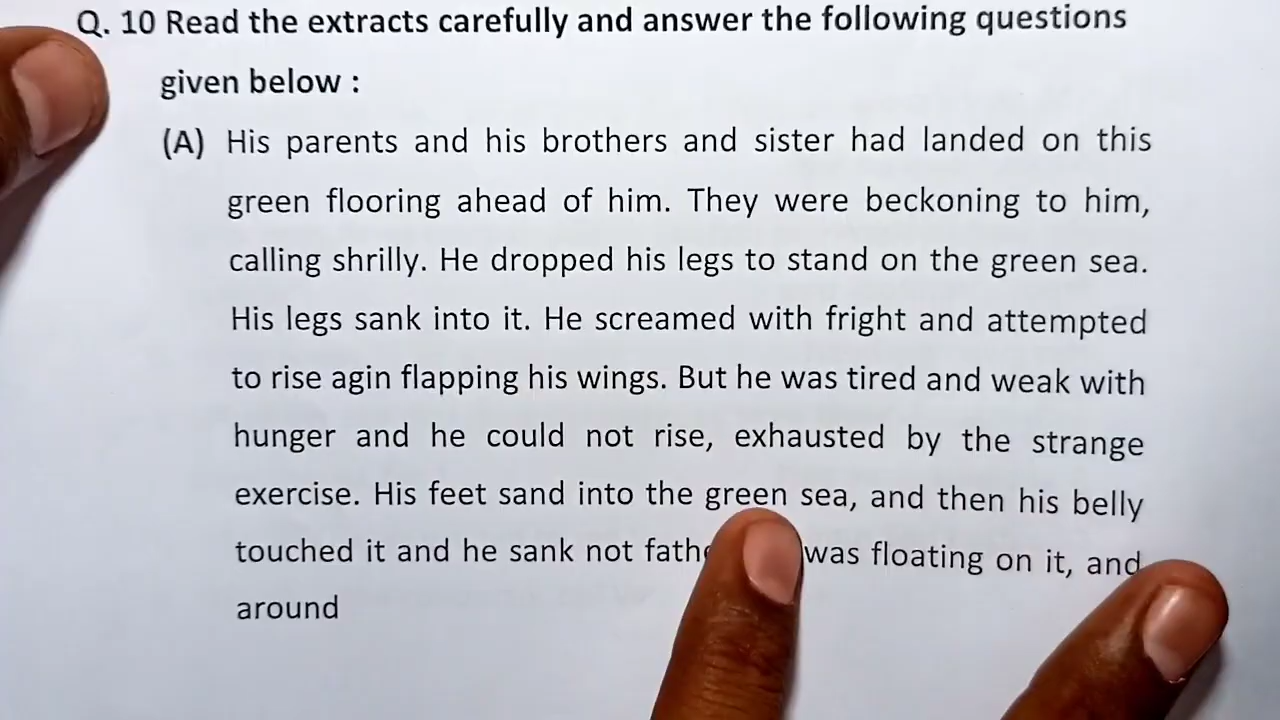 Q. 10 Read the extracts carefully and answer the following questions
given below :
(A) His parents and his brothers and sister had landed on this
green flooring ahead of him. They were beckoning to him,
calling shrilly. He dropped his legs to stand on the green sea.
His legs sank into it. He screamed with fright and attempted
to rise agin flapping his wings. But he was tired and weak with
hunger and he could not rise, exhausted by the strange
exercise. His feet sand into the green sea, and then his belly
touched it and he sank not was floating on it, and
around